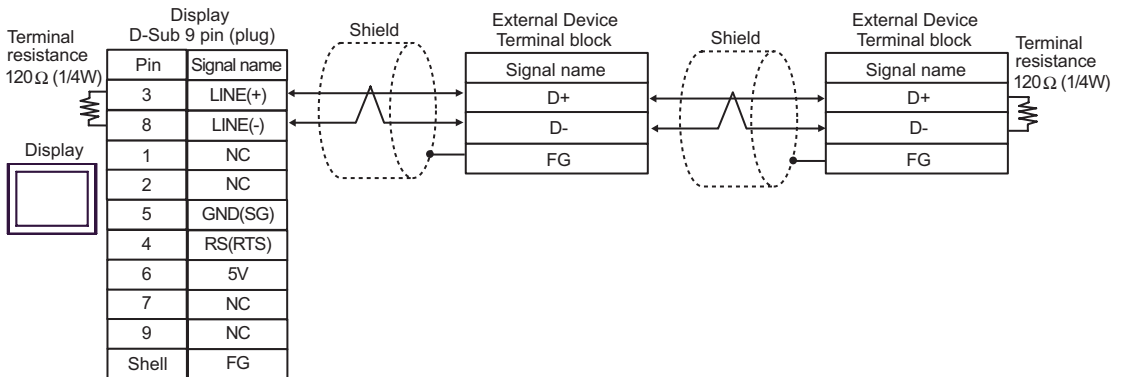 Display
D-Sub 9 pin (plug)
Terminal
resistance
120Ω (1/4W)
Pin Signal name
3 LINE(+)
8 LINE(-)
1 NC
2 NC
5 GND(SG)
4 RS(RTS)
6 5V
7 NC
9 NC
Shell FG
Display
Shield
External Device
Terminal block
Signal name
D+
D-
FG
Shield
External Device
Terminal block
Signal name
D+
D-
FG
Terminal
resistance
120Ω (1/4W)